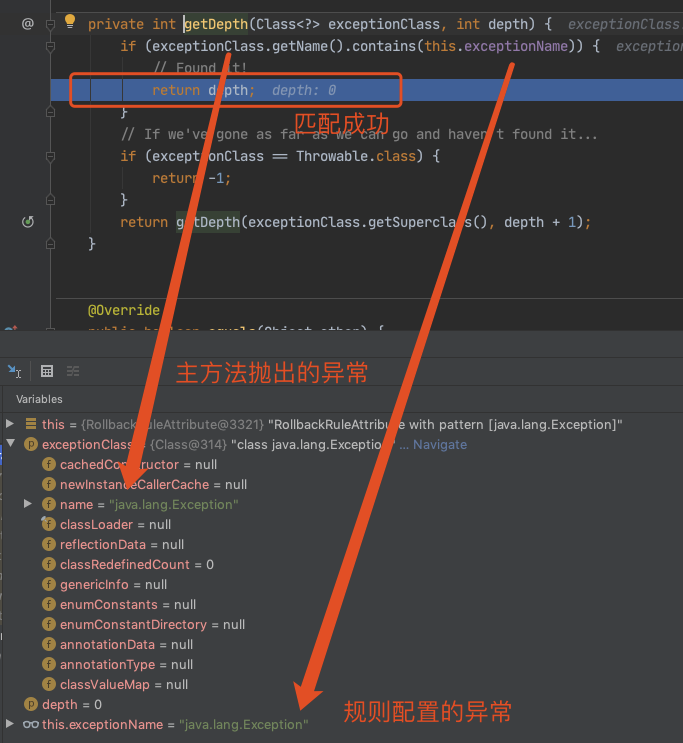 private int getDepth(Class<?> exceptionClass, int depth) { exceptionClass
if (exceptionClass.getName().contains(this.exceptionName)) { exception
// Found it!
return depth; depth: 0
匹配成功
}
// If we've gone as far as we can go and haven't found it...
if (exceptionClass == Throwable.class) {
return -1;
}
return getDepth(exceptionClass.getSuperclass(), depth + 1);
}
@Override
主方法抛出的异常
Variables
this = {RollbackRuleAttribute@3321} "RollbackRuleAttribute with pattern [java.lang.Exception]"
exceptionClass = {Class@314} "class java.lang.Exception" ... Navigate
cachedConstructor = null
newInstanceCallerCache = null
name = "java.lang.Exception"
classLoader = null
reflectionData = null
classRedefinedCount = 0
genericInfo = null
enumConstants = null
enumConstantDirectory = null
annotationData = null
annotationType = null
classValueMap = null
depth = 0
规则配置的异常
this.exceptionName = "java.lang.Exception"